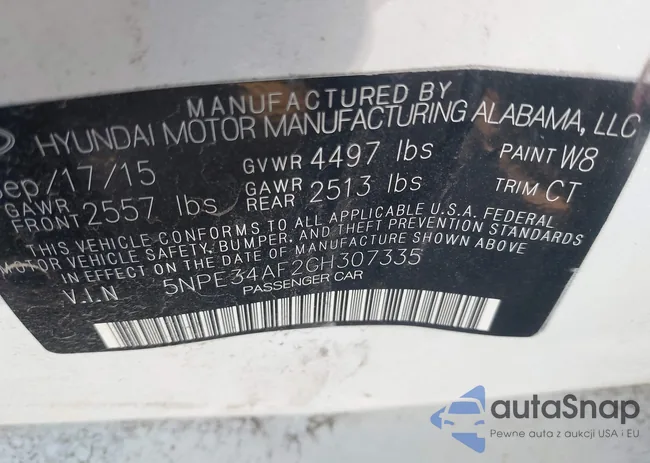 MANUFACTURED BY
HYUNDAI MOTOR MANUFACTURING ALABAMA, LLC
Sep/17/15 GVWR 4497 lbs PAINT W8
GAWR FRONT 2557 lbs GAWR REAR 2513 lbs TRIM CT
THIS VEHICLE CONFORMS TO ALL APPLICABLE U.S.A. FEDERAL
MOTOR VEHICLE SAFETY, BUMPER, AND THEFT PREVENTION STANDARDS
IN EFFECT ON THE DATE OF MANUFACTURE SHOWN ABOVE
V.I.N 5NPE34AF2GH307335
PASSENGER CAR
autaSnap
Pewne auta z aukcji USA i EU